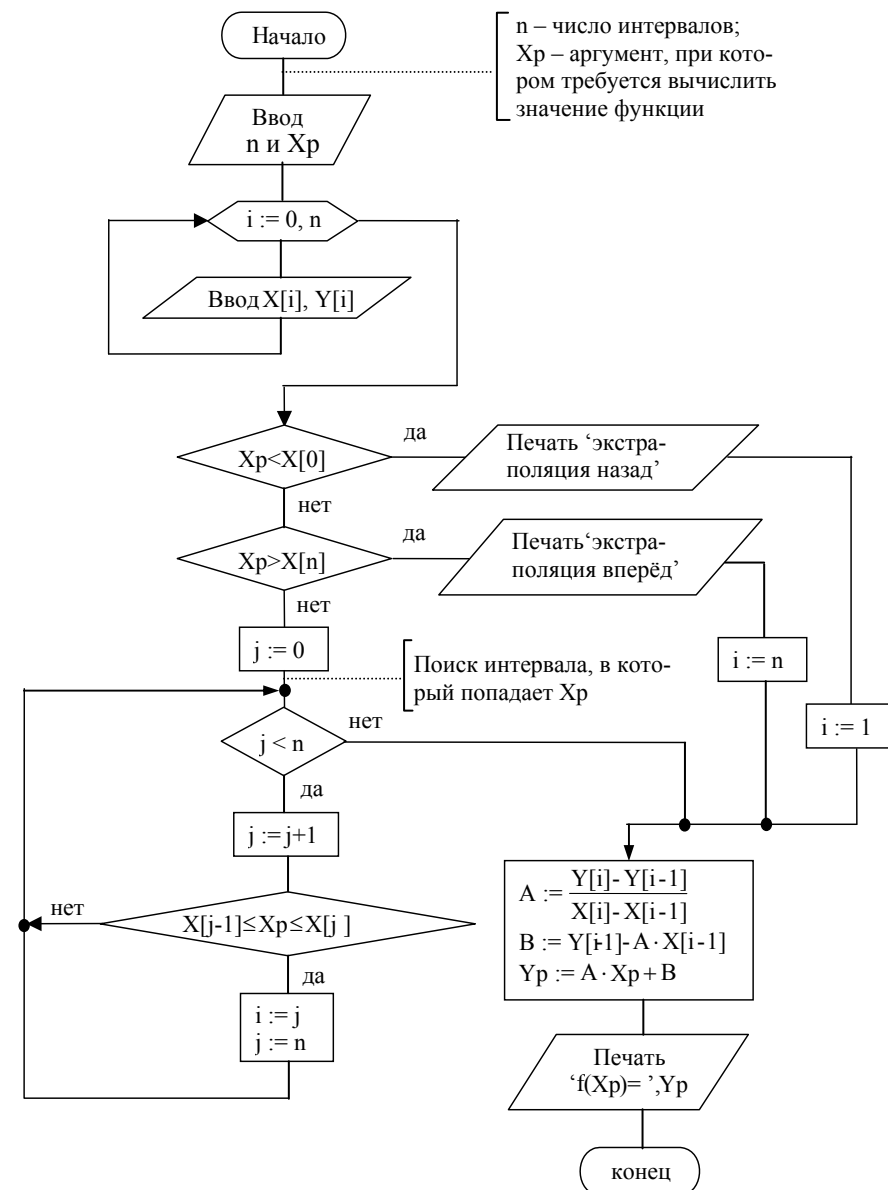 Начало
n – число интервалов;
Xp – аргумент, при кото-
ром требуется вычислить
значение функции
Ввод
n и Xp
i := 0, n
Ввод X[i], Y[i]
Xp<X[0]
да
Печать ‘экстра-
поляция назад’
нет
Xp>X[n]
да
Печать‘экстра-
поляция вперёд’
нет
j := 0
Поиск интервала, в кото-
рый попадает Xp
i := n
i := 1
j < n
нет
да
j := j+1
X[j-1]≤Xp≤X[j ]
нет
да
i := j
j := n
A := \frac{Y[i]-Y[i-1]}{X[i]-X[i-1]}
B := Y[i-1]-A·X[i-1]
Yp := A·Xp+B
Печать
‘f(Xp)= ’,Yp
конец